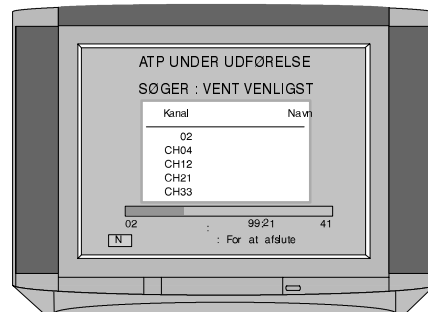 ATP UNDER UDFØRELSE
SØGER : VENT VENLIGST
Kanal Navn
02
CH04
CH12
CH21
CH33
02 : 99:21 41
N : For at afslute